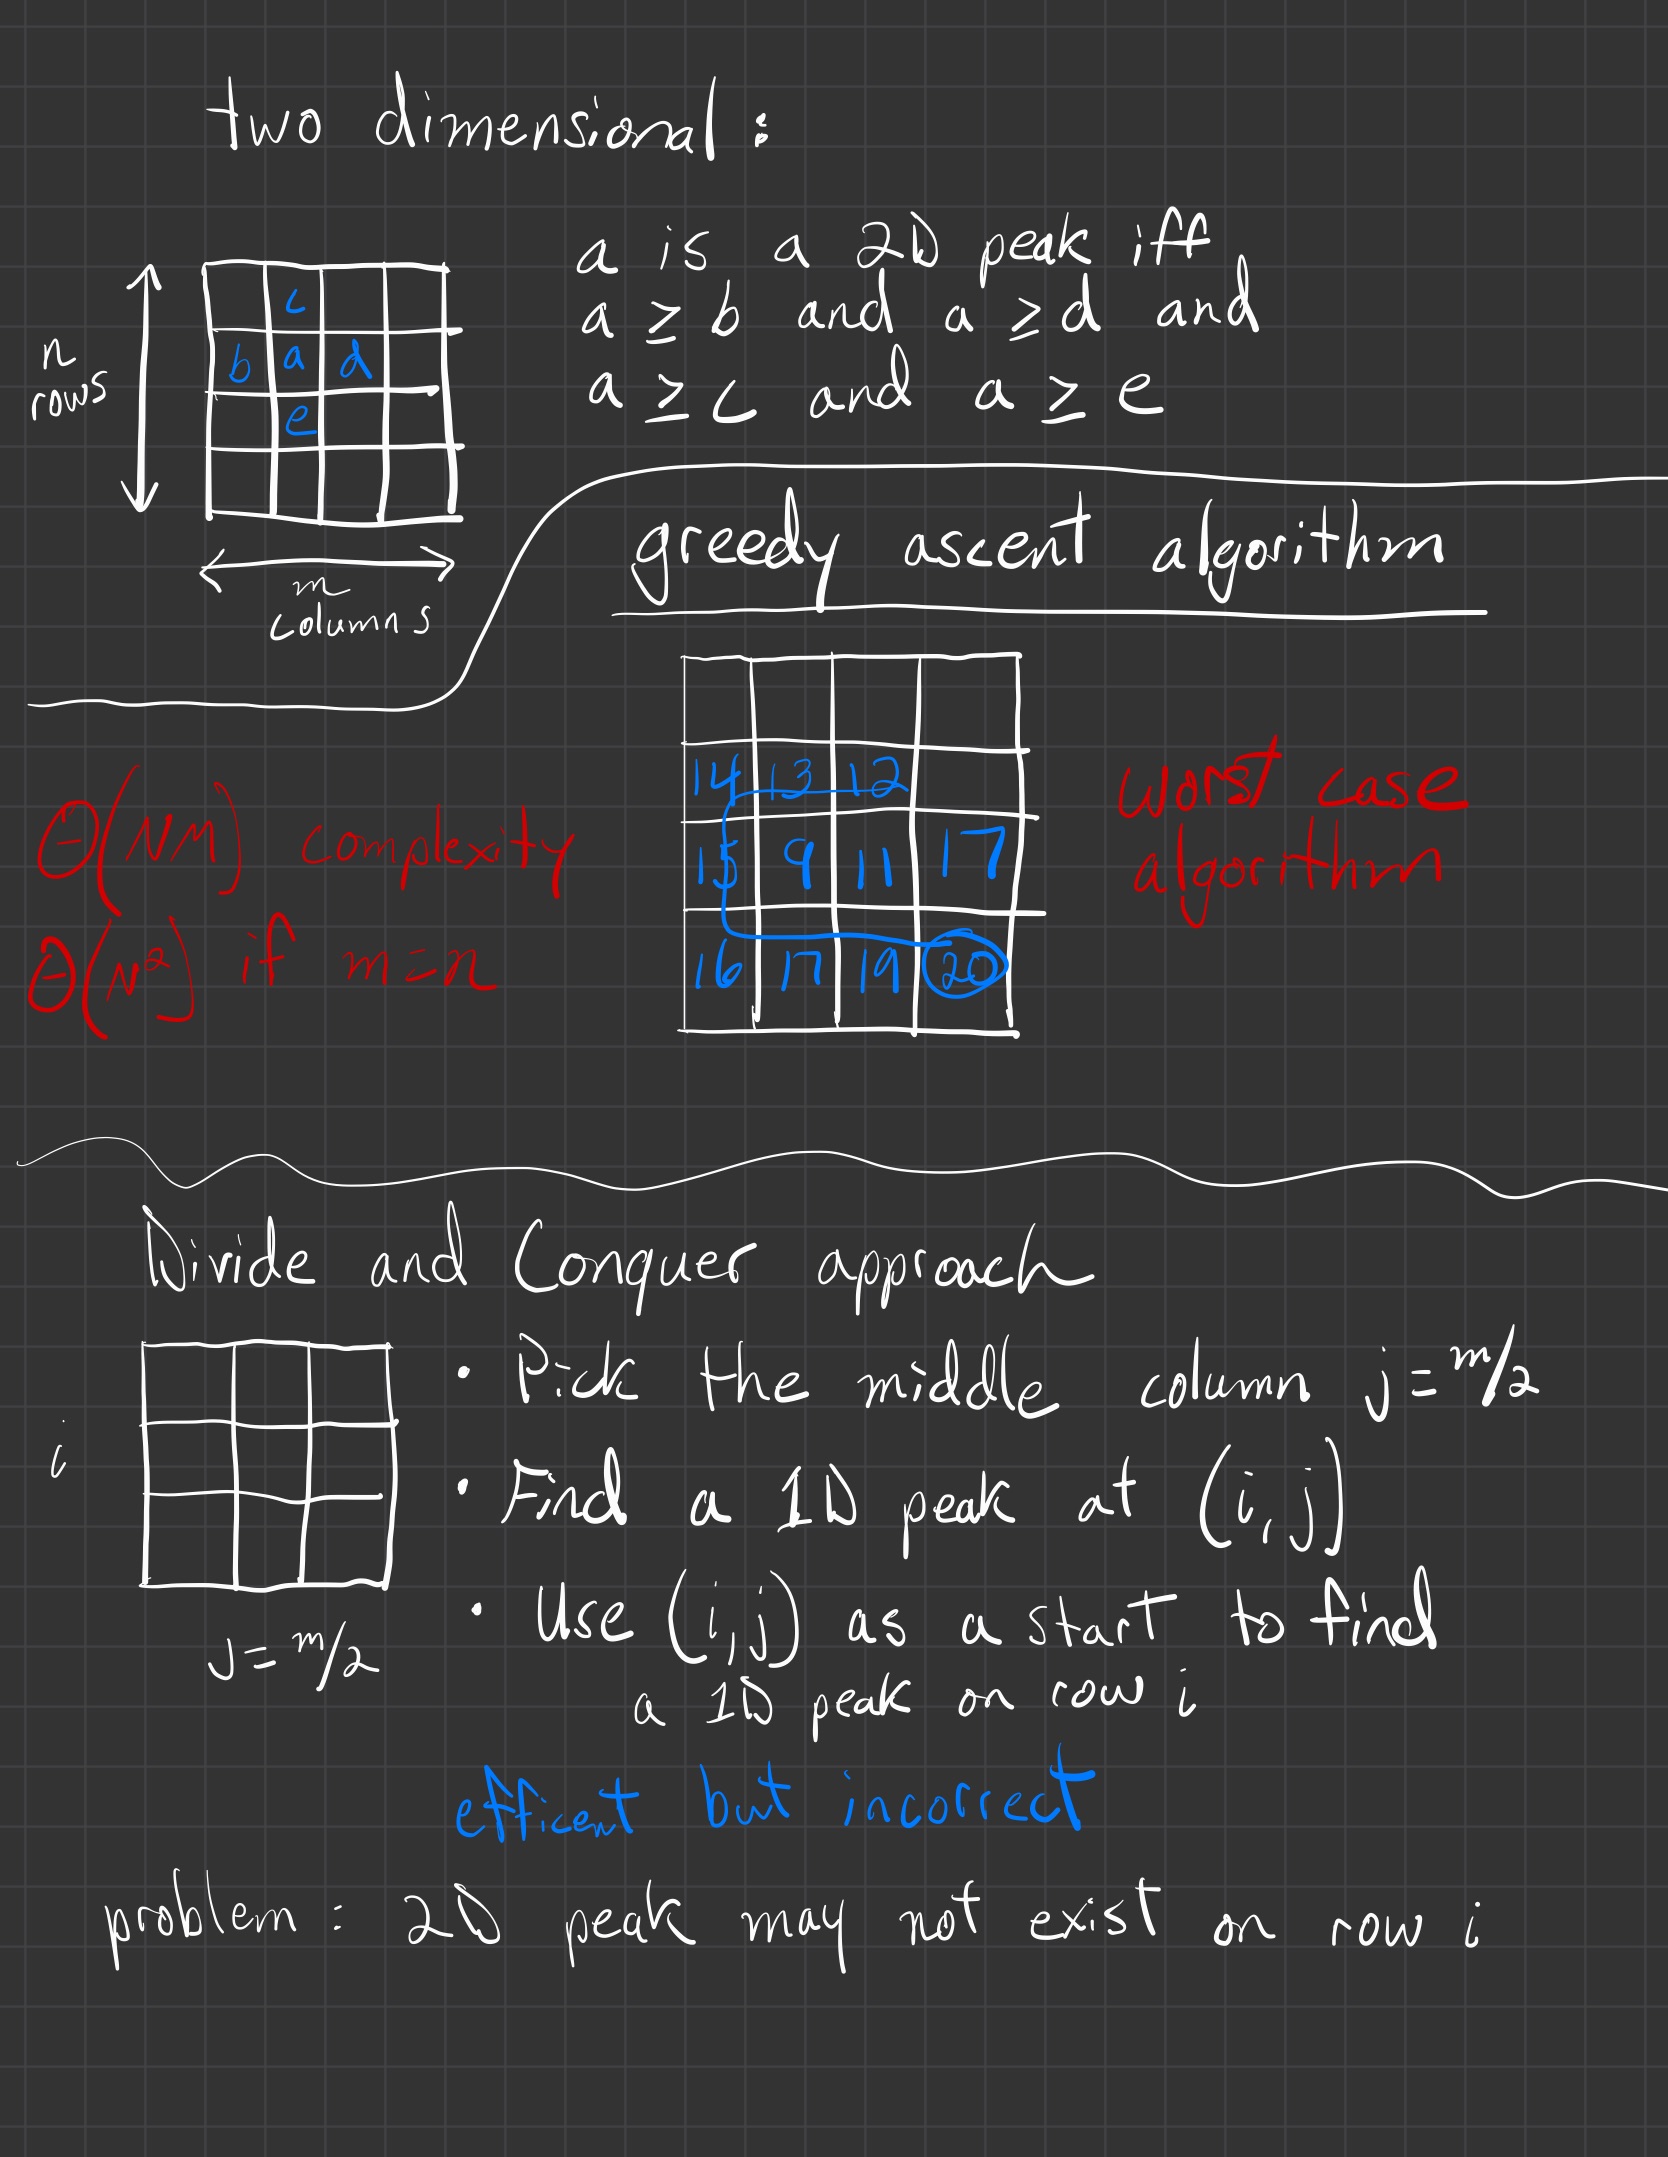 two dimensional :
a is a 2D peak iff
a ≥ b and a ≥ d and
a ≥ c and a ≥ e
n
rows
c
b a d
e
m
columns
greedy ascent algorithm
14 13 12
15 9 11 17
16 17 19 20
worst case
algorithm
Θ(NM) complexity
Θ(N²) if m=n
Divide and Conquer approach
i
j = m/2
• Pick the middle column j = m/2
• Find a 1D peak at (i,j)
• Use (i,j) as a start to find
a 1D peak on row i
efficent but incorrect
problem : 2D peak may not exist on row i